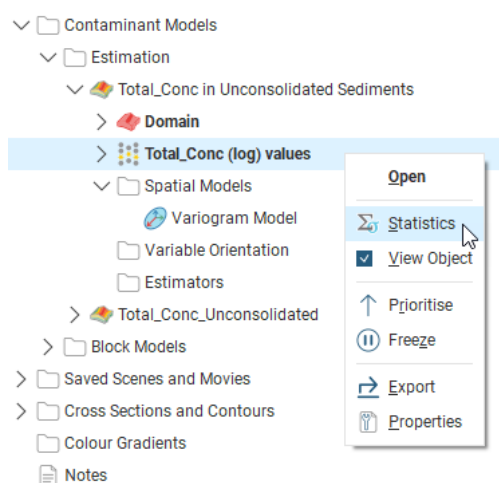 Contaminant Models
Estimation
Total_Conc in Unconsolidated Sediments
Domain
Total_Conc (log) values
Spatial Models
Variogram Model
Variable Orientation
Estimators
Total_Conc_Unconsolidated
Block Models
Saved Scenes and Movies
Cross Sections and Contours
Colour Gradients
Notes
Open
Statistics
View Object
Prioritise
Freeze
Export
Properties